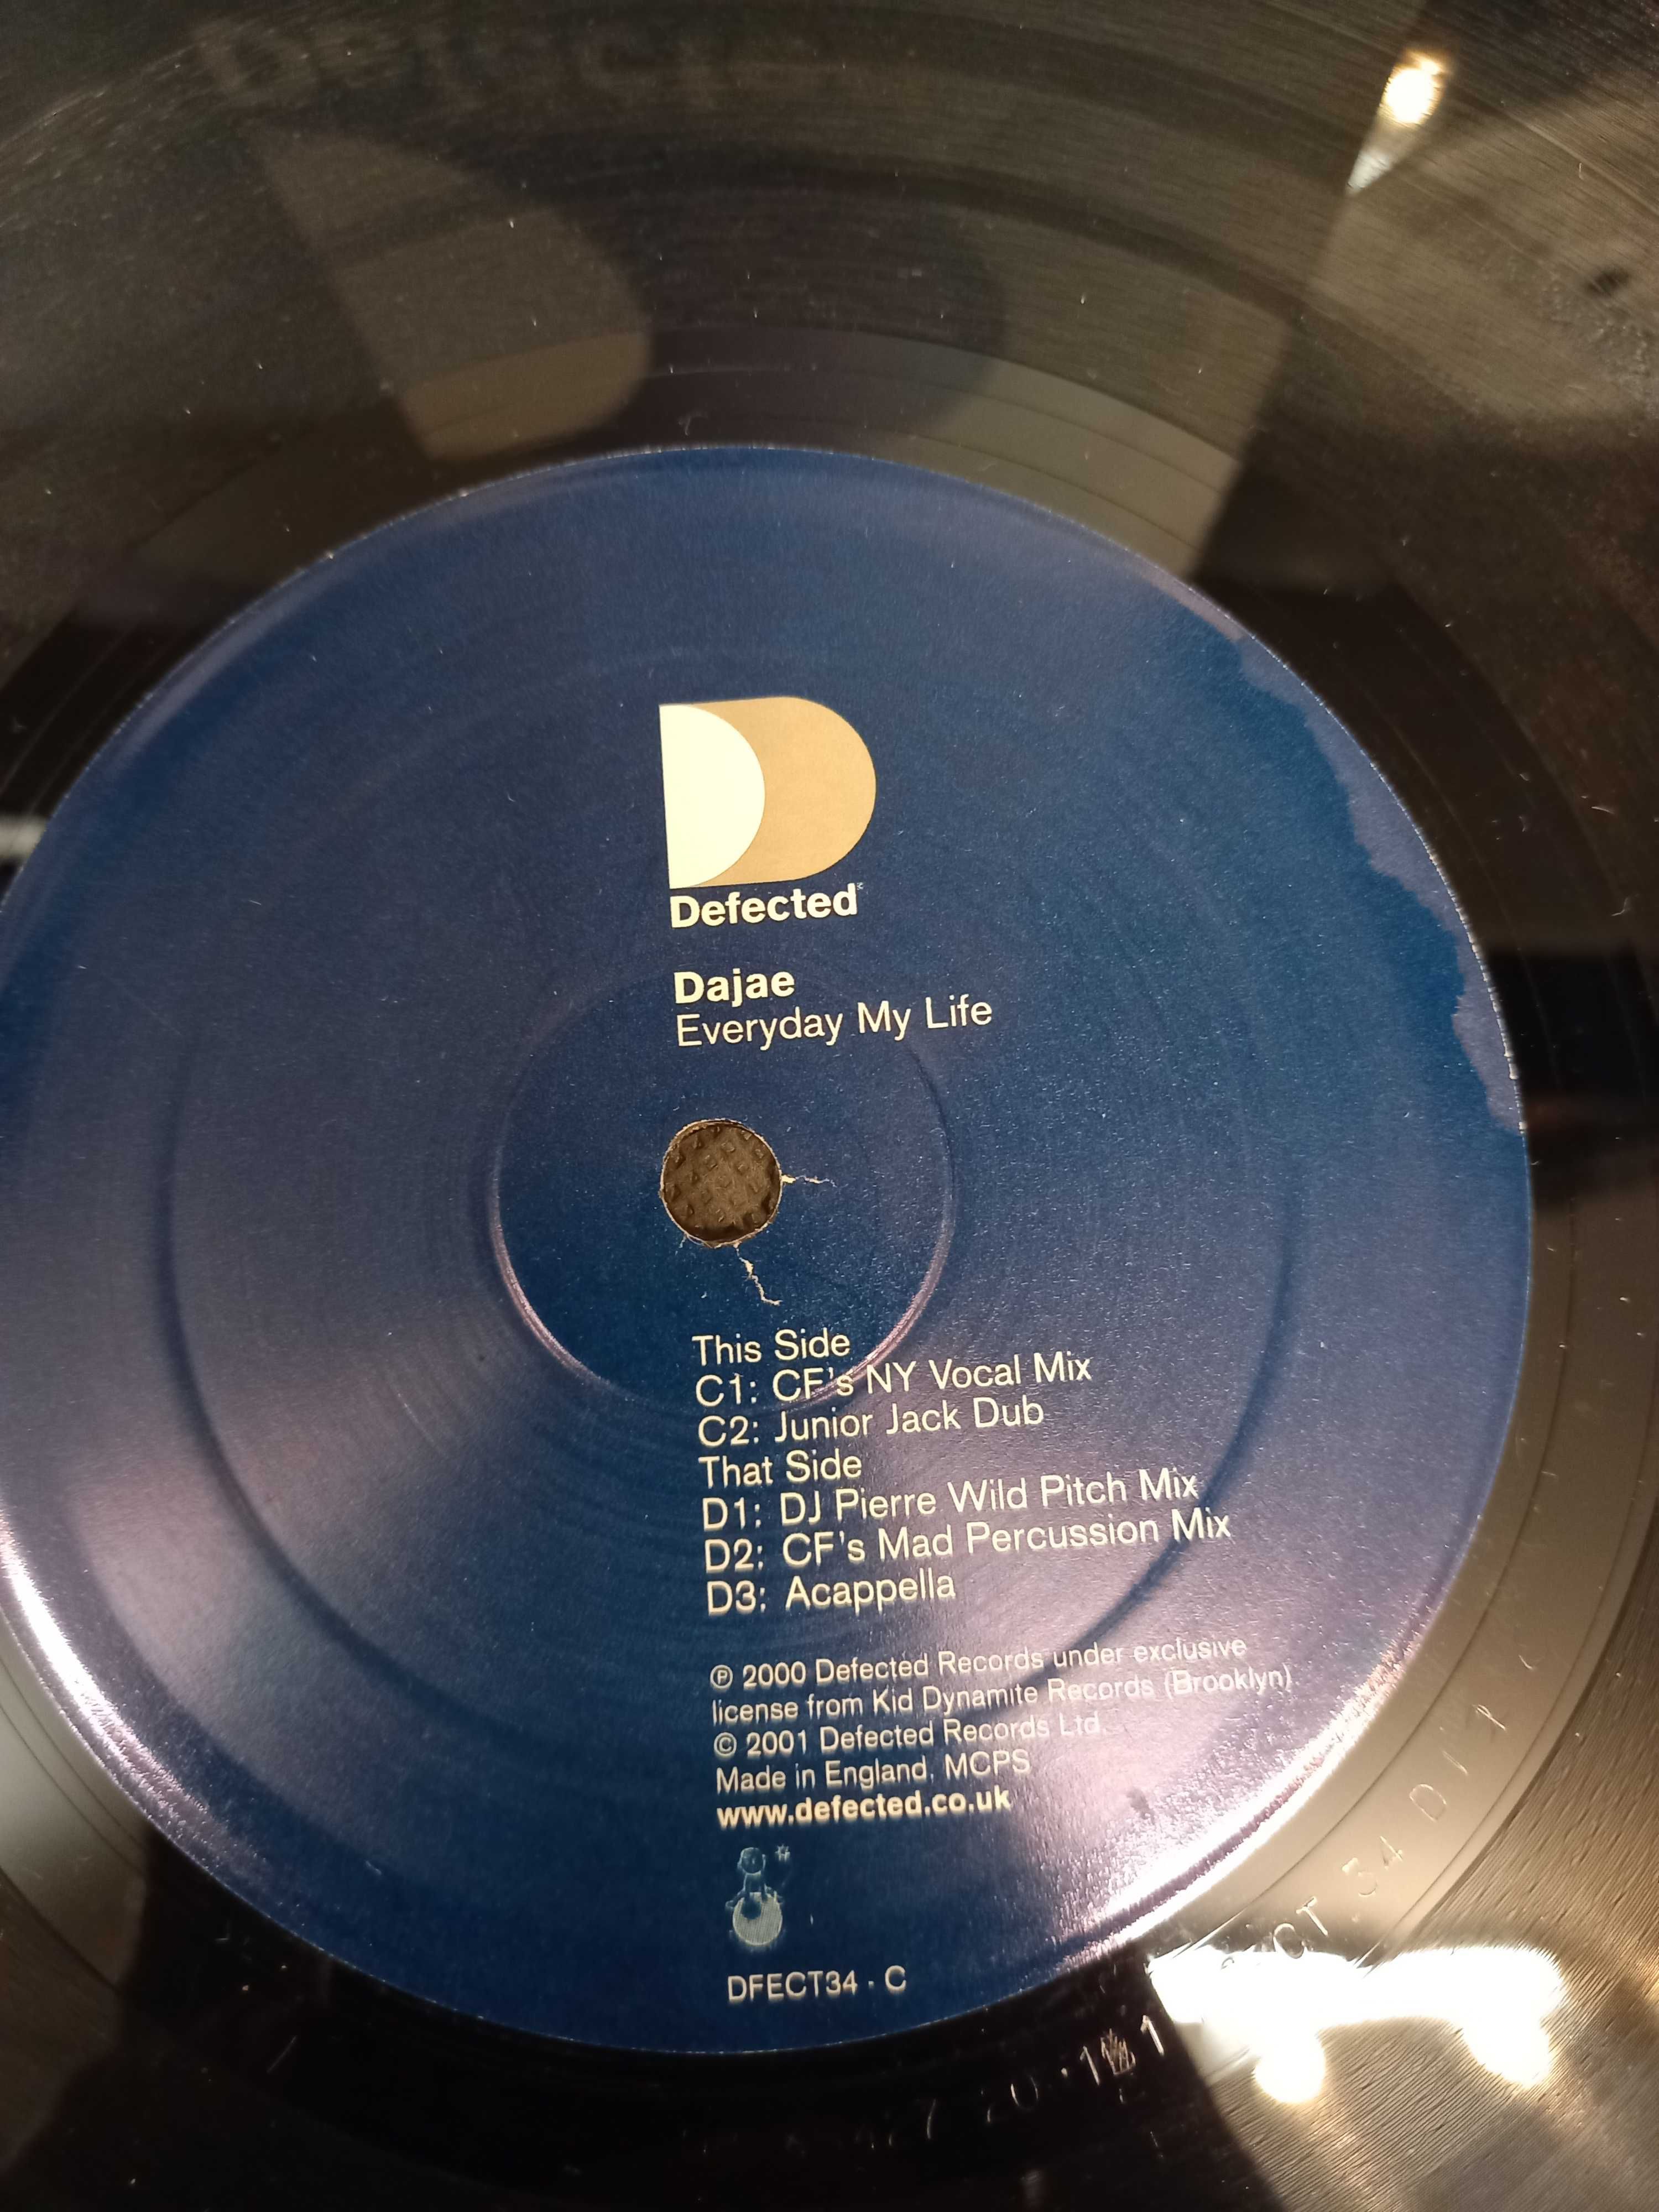 Defected
Dajae
Everyday My Life
This Side
C1: CF's NY Vocal Mix
C2: Junior Jack Dub
That Side
D1: DJ Pierre Wild Pitch Mix
D2: CF's Mad Percussion Mix
D3: Acappella
℗ 2000 Defected Records under exclusive
license from Kid Dynamite Records (Brooklyn)
© 2001 Defected Records Ltd.
Made in England. MCPS
www.defected.co.uk
DFECT34 - C
34 D